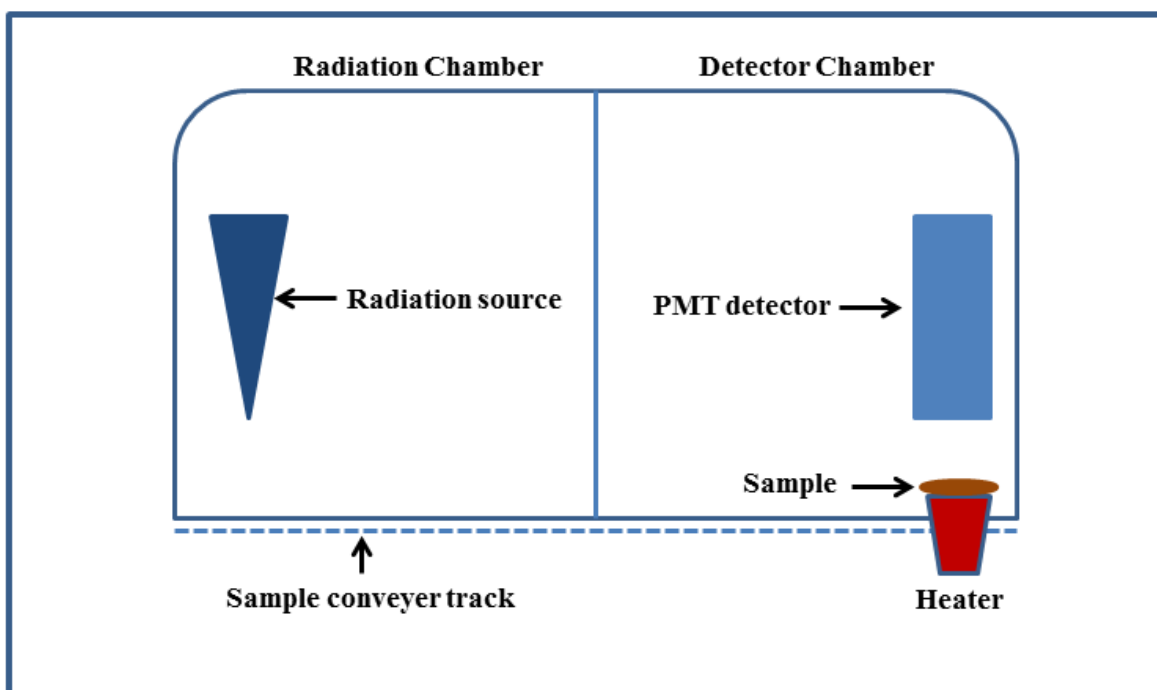 Radiation Chamber
Detector Chamber
Radiation source
PMT detector
Sample
Sample conveyer track
Heater